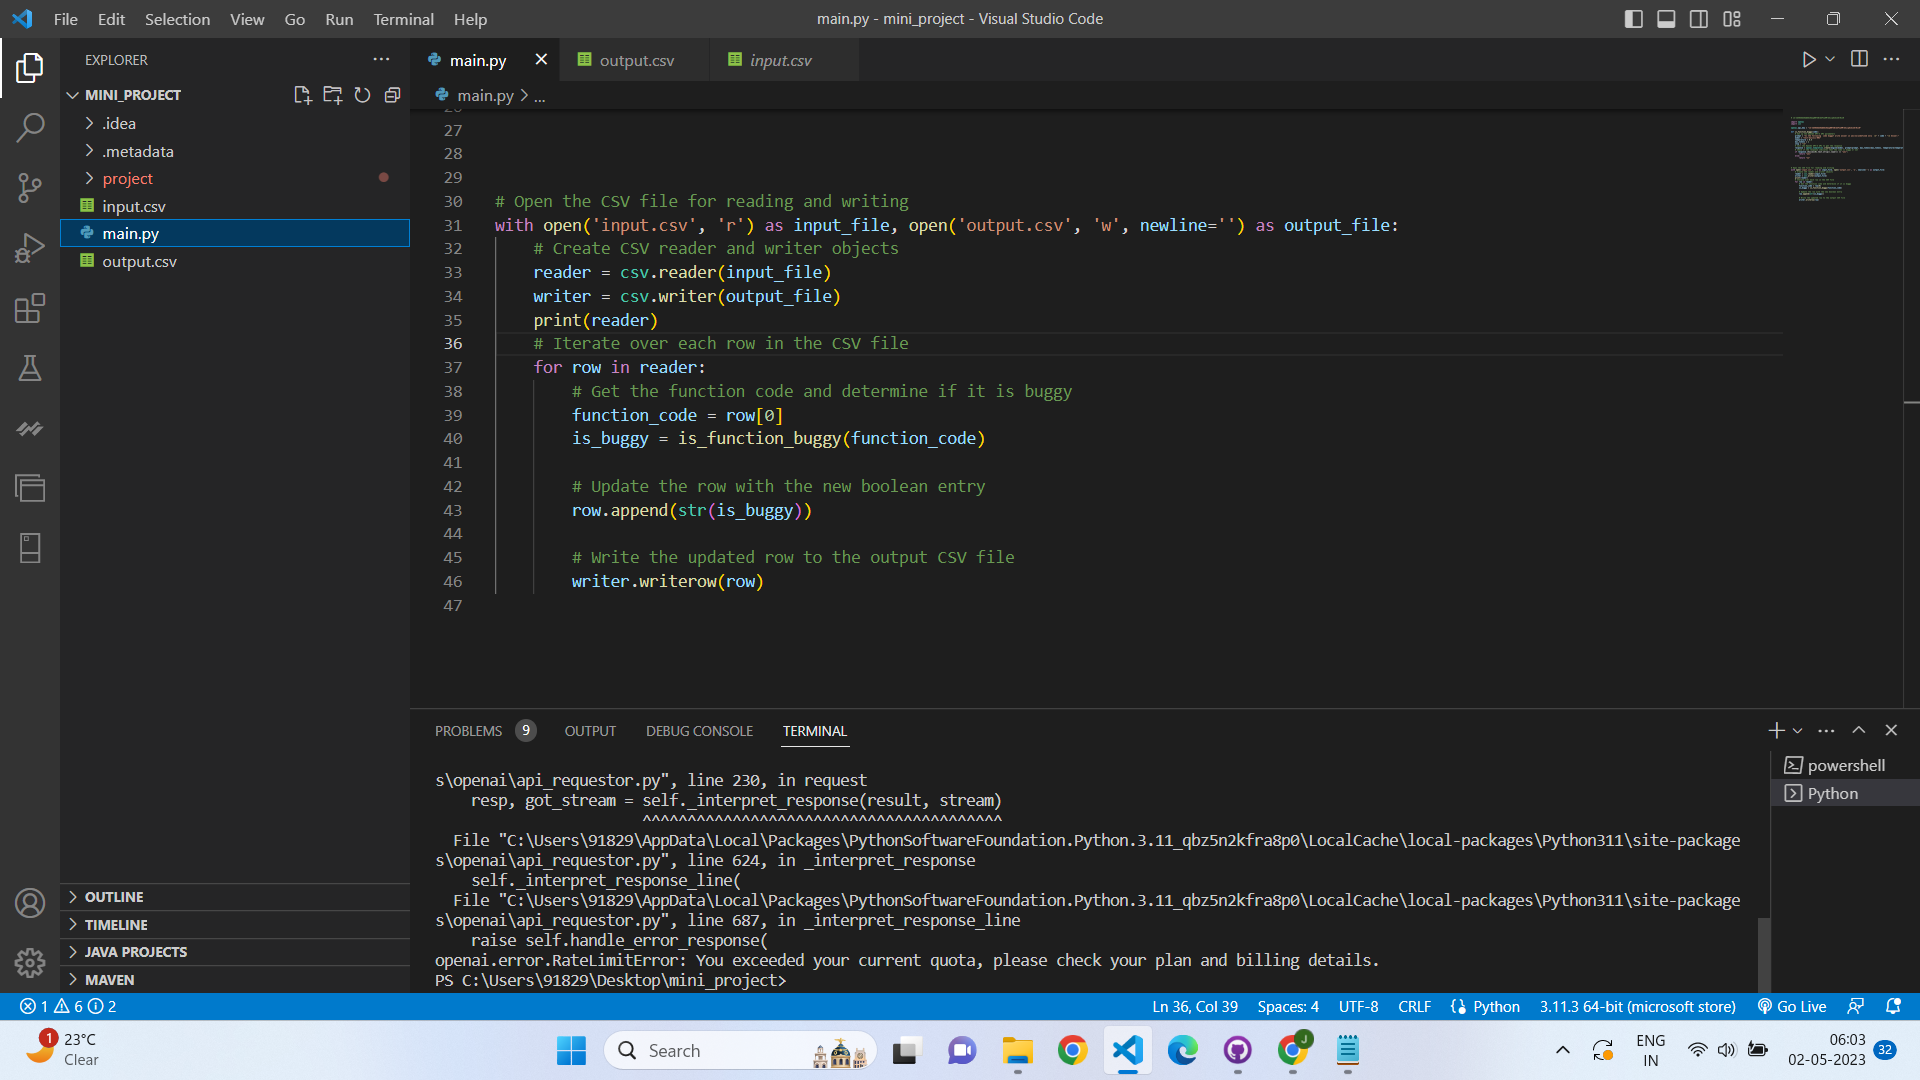 File Edit Selection View Go Run Terminal Help
main.py - mini_project - Visual Studio Code
EXPLORER
MINI_PROJECT
.idea
.metadata
project
input.csv
main.py
output.csv
OUTLINE
TIMELINE
JAVA PROJECTS
MAVEN
main.py output.csv input.csv
main.py > ...
27
28
29
30 # Open the CSV file for reading and writing
31 with open('input.csv', 'r') as input_file, open('output.csv', 'w', newline='') as output_file:
32 # Create CSV reader and writer objects
33 reader = csv.reader(input_file)
34 writer = csv.writer(output_file)
35 print(reader)
36 # Iterate over each row in the CSV file
37 for row in reader:
38 # Get the function code and determine if it is buggy
39 function_code = row[0]
40 is_buggy = is_function_buggy(function_code)
41
42 # Update the row with the new boolean entry
43 row.append(str(is_buggy))
44
45 # Write the updated row to the output CSV file
46 writer.writerow(row)
47
PROBLEMS 9 OUTPUT DEBUG CONSOLE TERMINAL
s\openai\api_requestor.py", line 230, in request
resp, got_stream = self._interpret_response(result, stream)
^^^^^^^^^^^^^^^^^^^^^^^^^^^^^^^^^^^^^^^^
File "C:\Users\91829\AppData\Local\Packages\PythonSoftwareFoundation.Python.3.11_qbz5n2kfra8p0\LocalCache\local-packages\Python311\site-package
s\openai\api_requestor.py", line 624, in _interpret_response
self._interpret_response_line(
File "C:\Users\91829\AppData\Local\Packages\PythonSoftwareFoundation.Python.3.11_qbz5n2kfra8p0\LocalCache\local-packages\Python311\site-package
s\openai\api_requestor.py", line 687, in _interpret_response_line
raise self.handle_error_response(
openai.error.RateLimitError: You exceeded your current quota, please check your plan and billing details.
PS C:\Users\91829\Desktop\mini_project>
powershell
Python
1 6 2
Ln 36, Col 39 Spaces: 4 UTF-8 CRLF Python 3.11.3 64-bit (microsoft store) Go Live
1
23°C
Clear
Search
J
ENG
IN
06:03
02-05-2023
32